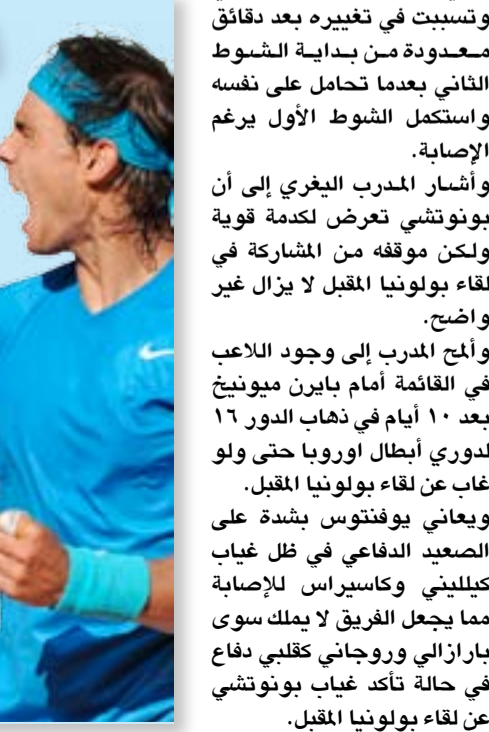 وتسببت في تغييره بعد دقائق
معدودة من بداية الشوط
الثاني بعدما تحامل على نفسه
واستكمل الشوط الأول يرغم
الإصابة.
وأشار المدرب اليغري إلى أن
بونوتشي تعرض لكدمة قوية
ولكن موقفه من المشاركة في
لقاء بولونيا المقبل لا يزال غير
واضح.
وألمح المدرب إلى وجود اللاعب
في القائمة أمام بايرن ميونيخ
بعد ١٠ أيام في ذهاب الدور ١٦
لدوري أبطال اوروبا حتى ولو
غاب عن لقاء بولونيا المقبل.
ويعاني يوفنتوس بشدة على
الصعيد الدفاعي في ظل غياب
كيلليني وكاسيراس للإصابة
مما يجعل الفريق لا يملك سوى
بارازالي وروجاني كقلبي دفاع
في حالة تأكد غياب بونوتشي
عن لقاء بولونيا المقبل.